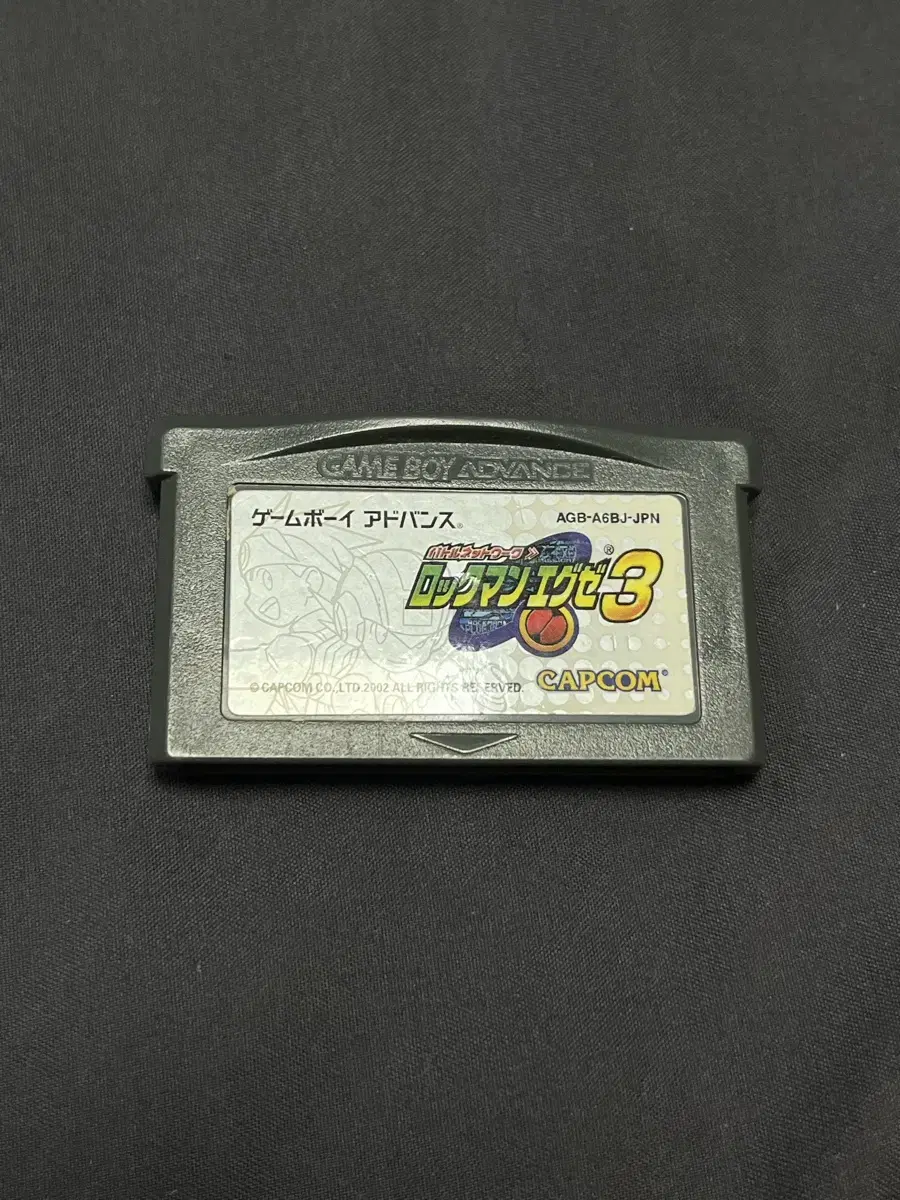 GAME BOY ADVANCE
ゲームボーイ アドバンス®
AGB-A6BJ-JPN
バトルネットワーク
ロックマン エグゼ3®
© CAPCOM CO.,LTD.2002 ALL RIGHTS RESERVED.
CAPCOM®